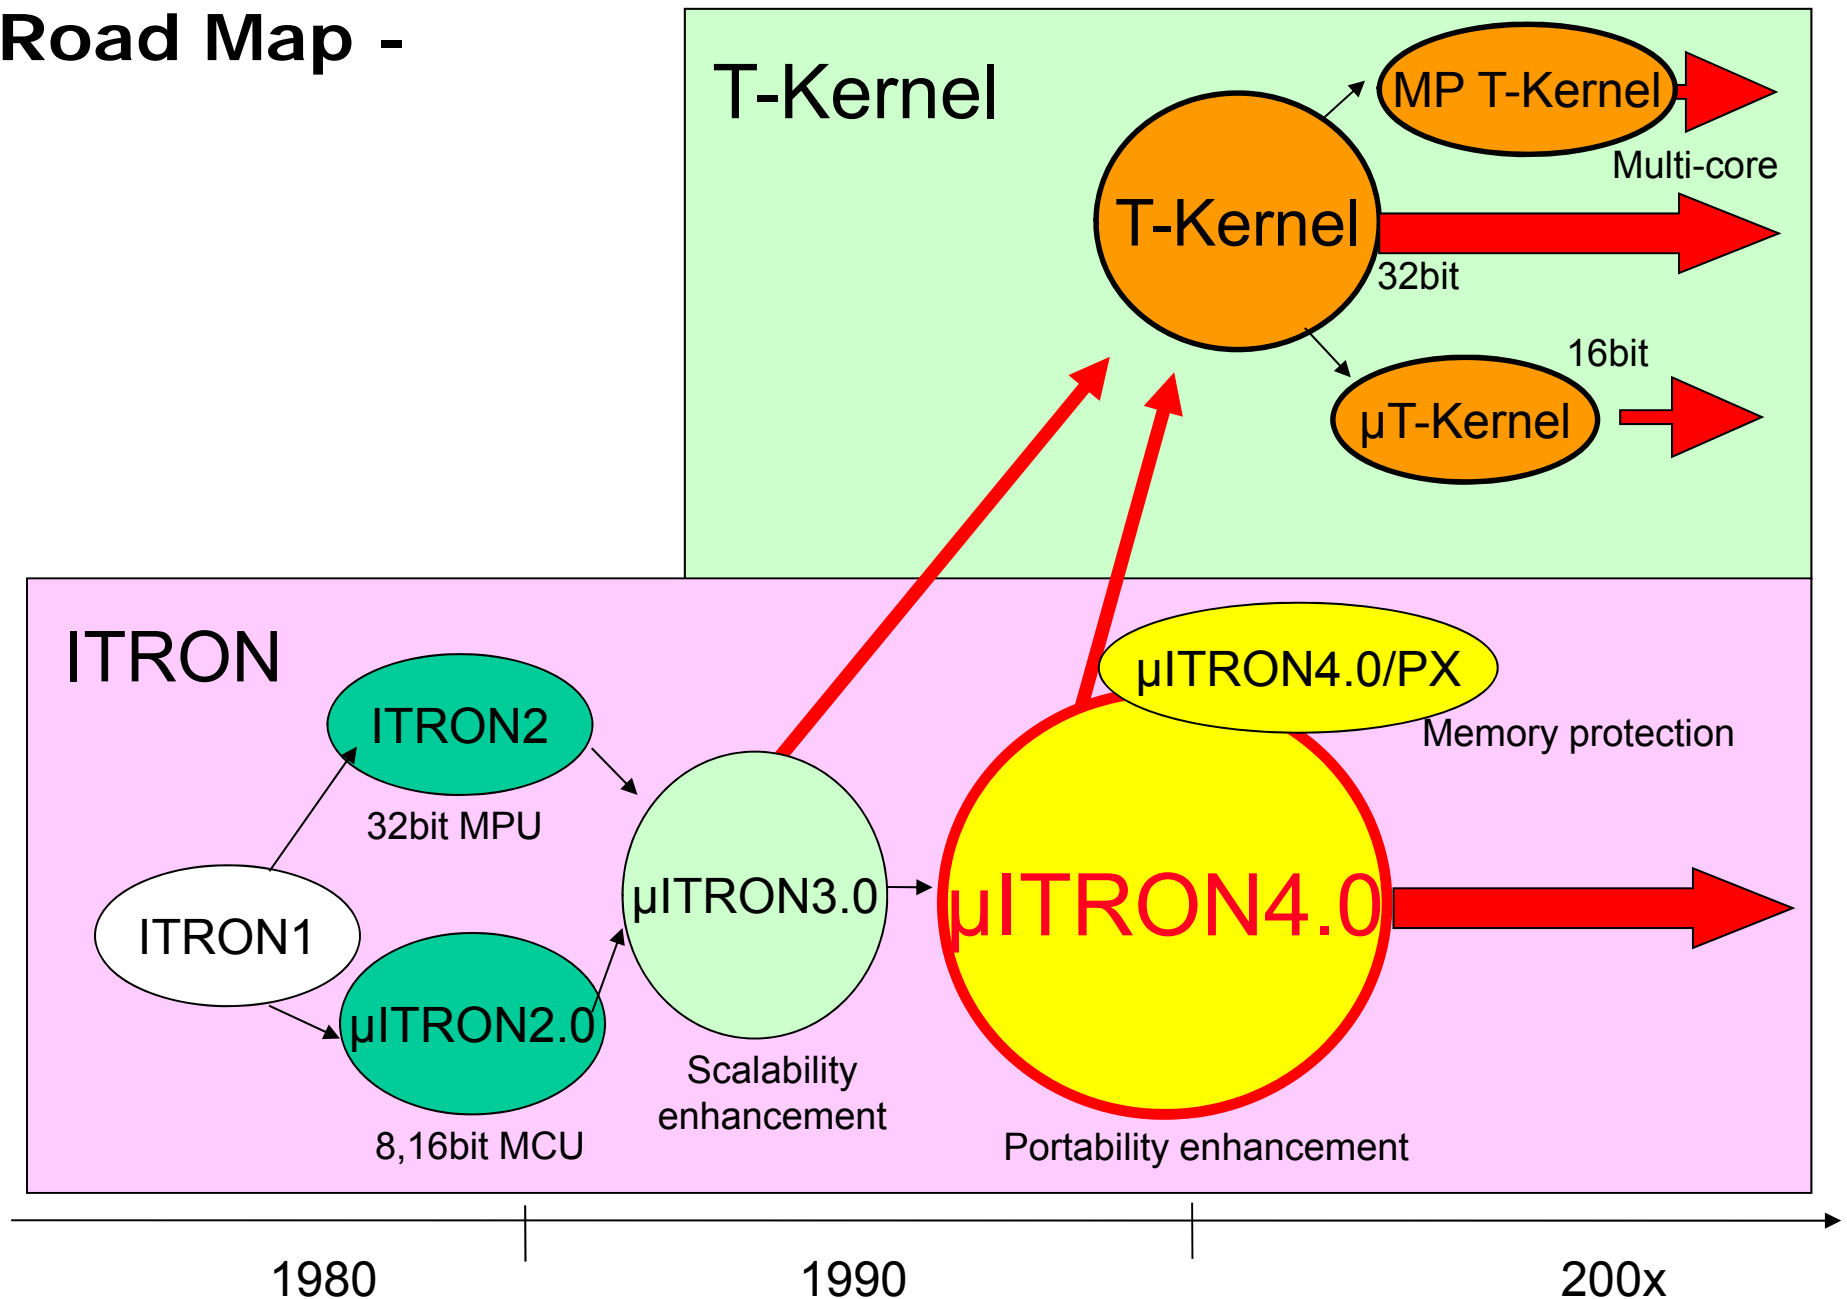 Road Map -
T-Kernel
MP T-Kernel
Multi-core
T-Kernel
32bit
16bit
µT-Kernel
ITRON
µITRON4.0/PX
Memory protection
ITRON2
32bit MPU
µITRON3.0
µITRON4.0
ITRON1
µITRON2.0
8,16bit MCU
Scalability
enhancement
Portability enhancement
1980
1990
200x